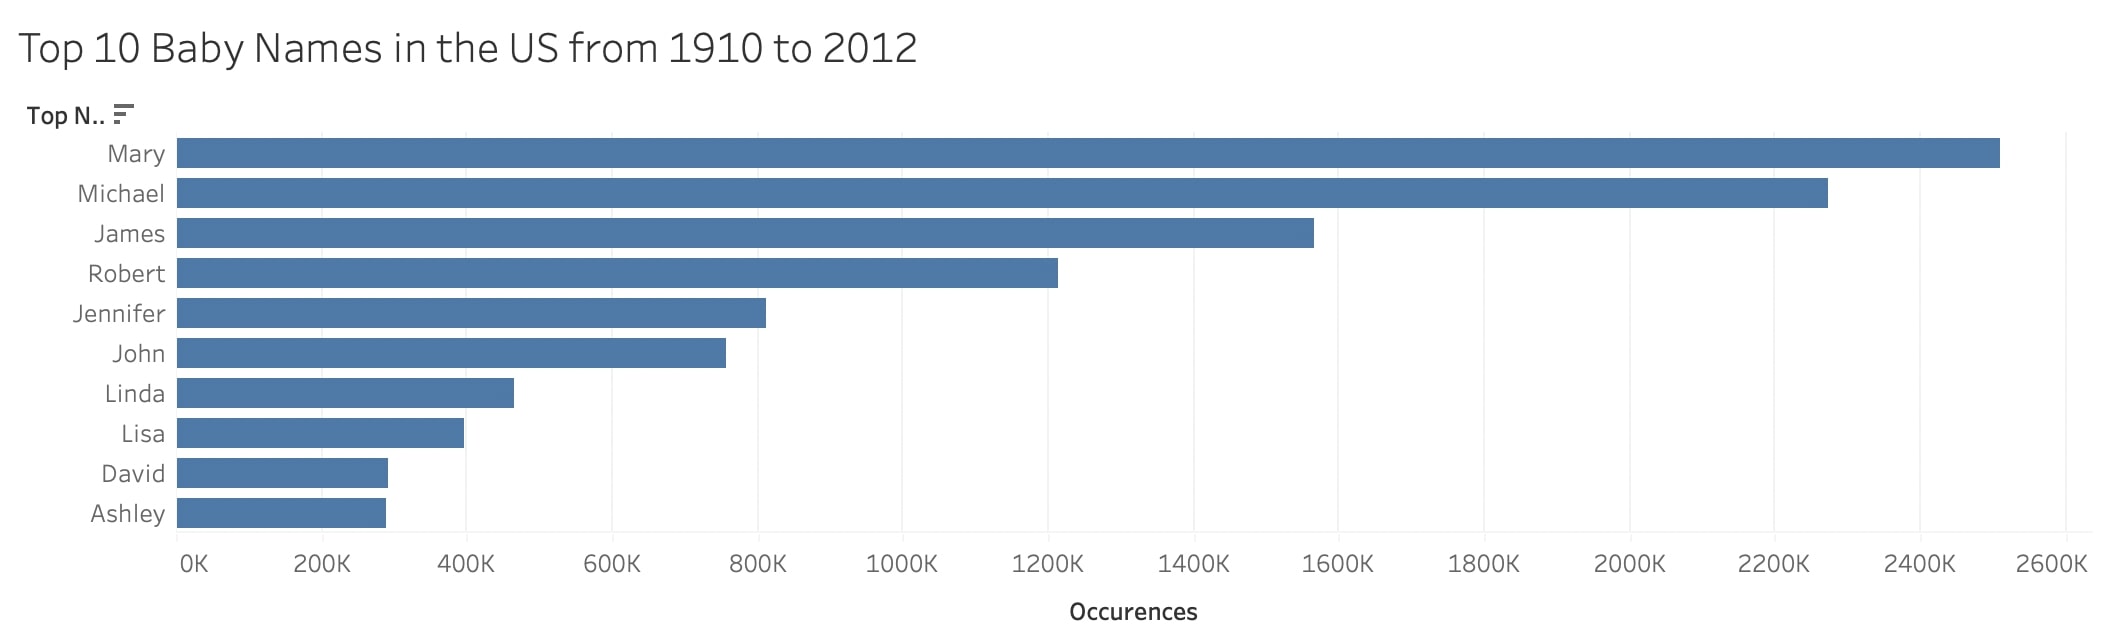 Top 10 Baby Names in the US from 1910 to 2012
Top N..
Mary
Michael
James
Robert
Jennifer
John
Linda
Lisa
David
Ashley
0K 200K 400K 600K 800K 1000K 1200K 1400K 1600K 1800K 2000K 2200K 2400K 2600K
Occurences